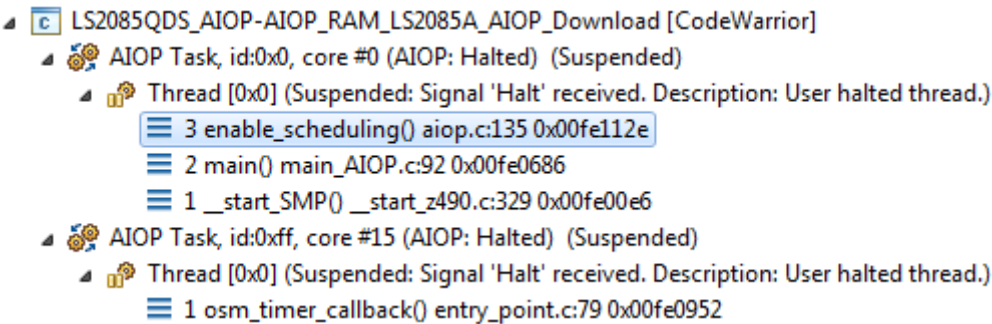 LS2085QDS_AIOP-AIOP_RAM_LS2085A_AIOP_Download [CodeWarrior]
AIOP Task, id:0x0, core #0 (AIOP: Halted) (Suspended)
Thread [0x0] (Suspended: Signal 'Halt' received. Description: User halted thread.)
3 enable_scheduling() aiop.c:135 0x00fe112e
2 main() main_AIOP.c:92 0x00fe0686
1 __start_SMP() __start_z490.c:329 0x00fe00e6
AIOP Task, id:0xff, core #15 (AIOP: Halted) (Suspended)
Thread [0x0] (Suspended: Signal 'Halt' received. Description: User halted thread.)
1 osm_timer_callback() entry_point.c:79 0x00fe0952